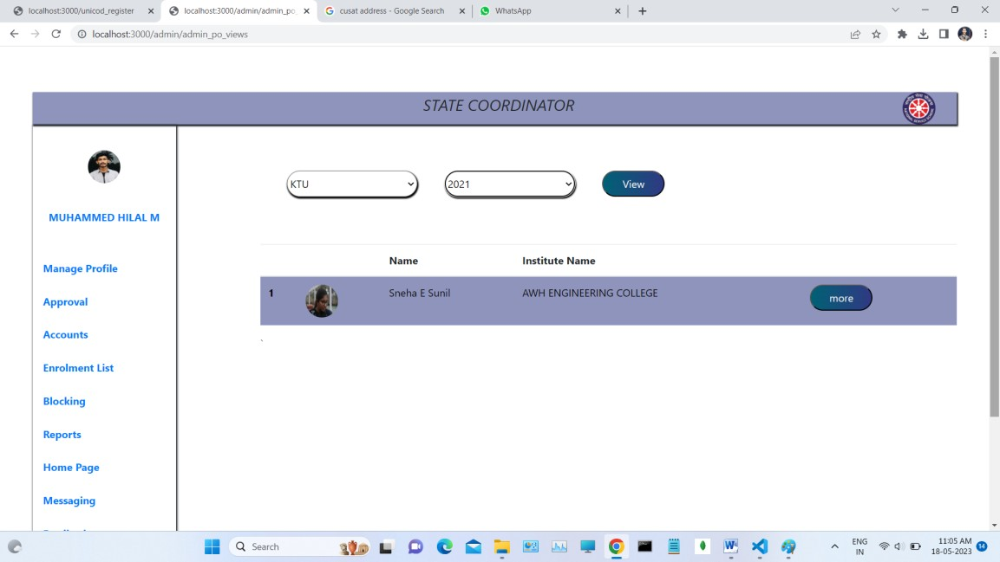 localhost:3000/unicod_register
localhost:3000/admin/admin_po_
cusat address - Google Search
WhatsApp
localhost:3000/admin/admin_po_views
STATE COORDINATOR
MUHAMMED HILAL M
Manage Profile
Approval
Accounts
Enrolment List
Blocking
Reports
Home Page
Messaging
KTU
2021
View
Name Institute Name
1 Sneha E Sunil AWH ENGINEERING COLLEGE more
`
Search
ENG
IN
11:05 AM
18-05-2023
14